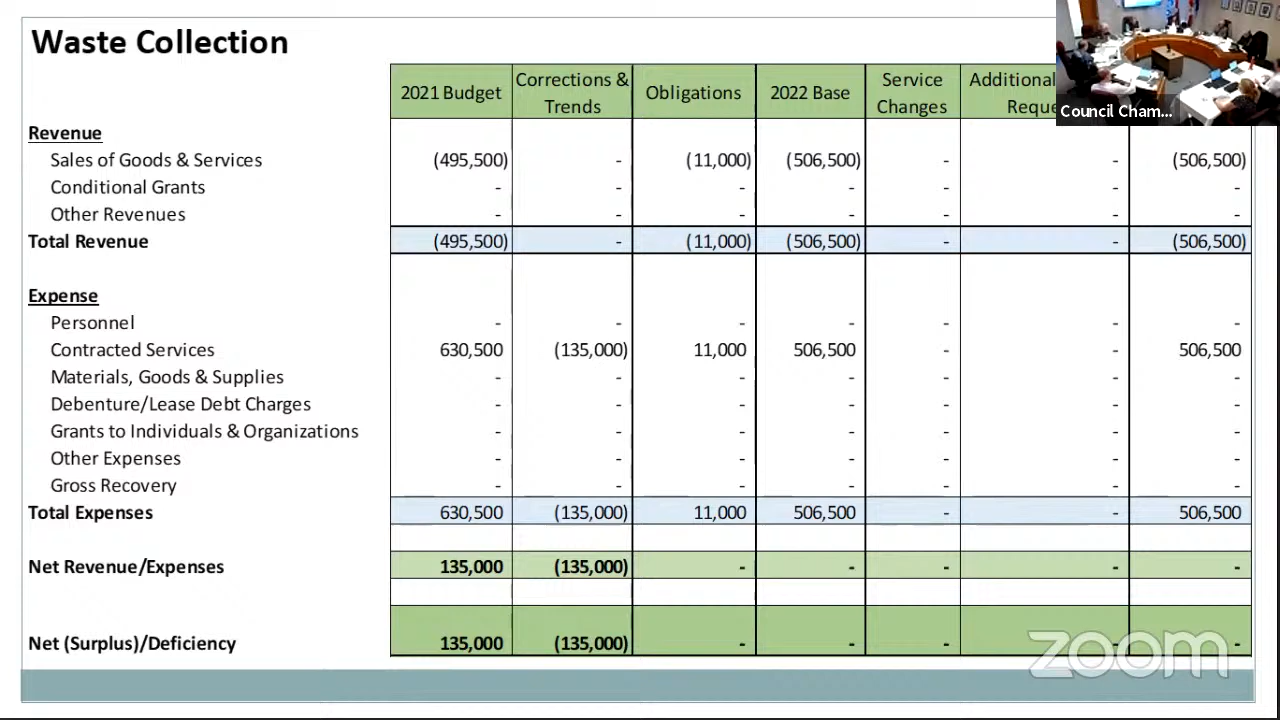 Waste Collection
Council Cham...
2021 Budget Corrections & Trends Obligations 2022 Base Service Changes Additional
Revenue
Sales of Goods & Services (495,500) - (11,000) (506,500) - - (506,500)
Conditional Grants - - - - - - -
Other Revenues - - - - - - -
Total Revenue (495,500) - (11,000) (506,500) - - (506,500)
Expense
Personnel - - - - - - -
Contracted Services 630,500 (135,000) 11,000 506,500 - - 506,500
Materials, Goods & Supplies - - - - - - -
Debenture/Lease Debt Charges - - - - - - -
Grants to Individuals & Organizations - - - - - - -
Other Expenses - - - - - - -
Gross Recovery - - - - - - -
Total Expenses 630,500 (135,000) 11,000 506,500 - - 506,500
Net Revenue/Expenses 135,000 (135,000) - - - - -
Net (Surplus)/Deficiency 135,000 (135,000) - - - - -
zoom